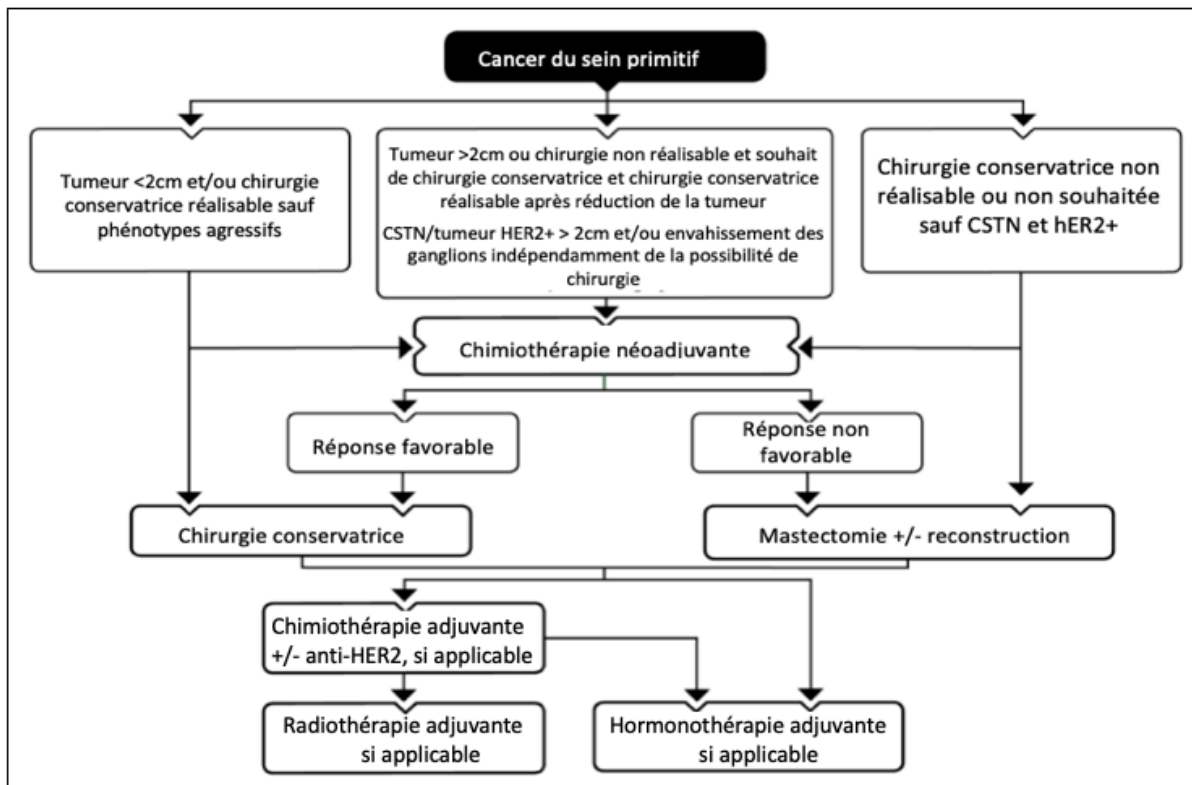 Cancer du sein primitif
Tumeur <2cm et/ou chirurgie
conservatrice réalisable sauf
phénotypes agressifs
Tumeur >2cm ou chirurgie non réalisable et souhait
de chirurgie conservatrice et chirurgie conservatrice
réalisable après réduction de la tumeur
CSTN/tumeur HER2+ > 2cm et/ou envahissement des
ganglions indépendamment de la possibilité de
chirurgie
Chirurgie conservatrice non
réalisable ou non souhaitée
sauf CSTN et hER2+
Chimiothérapie néoadjuvante
Réponse favorable
Réponse non
favorable
Chirurgie conservatrice
Mastectomie +/- reconstruction
Chimiothérapie adjuvante
+/- anti-HER2, si applicable
Radiothérapie adjuvante
si applicable
Hormonothérapie adjuvante
si applicable